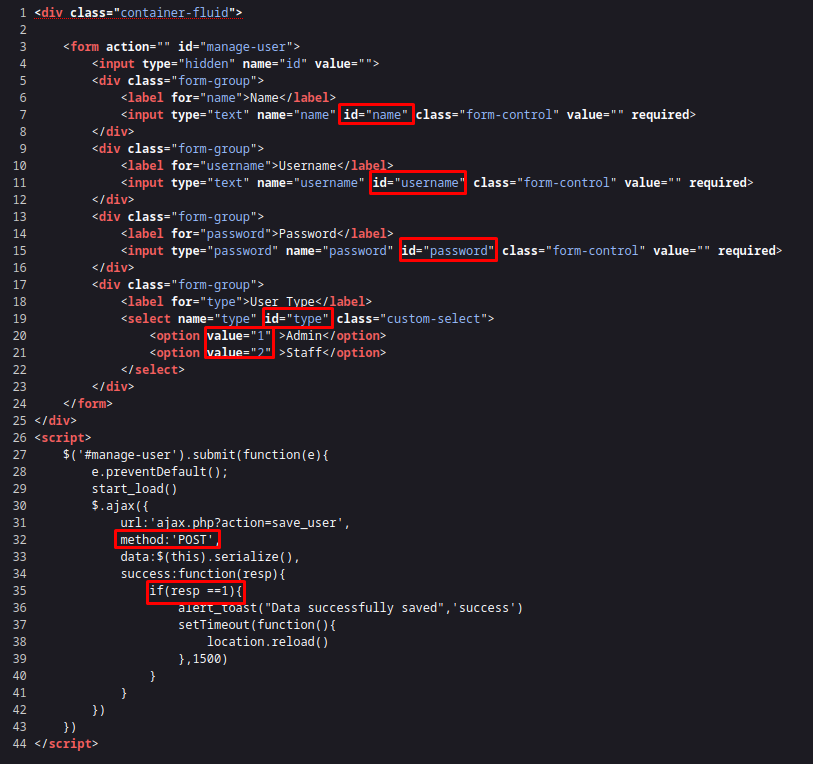 1 <div class="container-fluid">
2
3 <form action="" id="manage-user">
4 <input type="hidden" name="id" value="">
5 <div class="form-group">
6 <label for="name">Name</label>
7 <input type="text" name="name" id="name" class="form-control" value="" required>
8 </div>
9 <div class="form-group">
10 <label for="username">Username</label>
11 <input type="text" name="username" id="username" class="form-control" value="" required>
12 </div>
13 <div class="form-group">
14 <label for="password">Password</label>
15 <input type="password" name="password" id="password" class="form-control" value="" required>
16 </div>
17 <div class="form-group">
18 <label for="type">User Type</label>
19 <select name="type" id="type" class="custom-select">
20 <option value="1" >Admin</option>
21 <option value="2" >Staff</option>
22 </select>
23 </div>
24 </form>
25 </div>
26 <script>
27 $('#manage-user').submit(function(e){
28 e.preventDefault();
29 start_load()
30 $.ajax({
31 url:'ajax.php?action=save_user',
32 method:'POST',
33 data:$(this).serialize(),
34 success:function(resp){
35 if(resp ==1){
36 alert_toast("Data successfully saved",'success')
37 setTimeout(function(){
38 location.reload()
39 },1500)
40 }
41 }
42 })
43 })
44 </script>